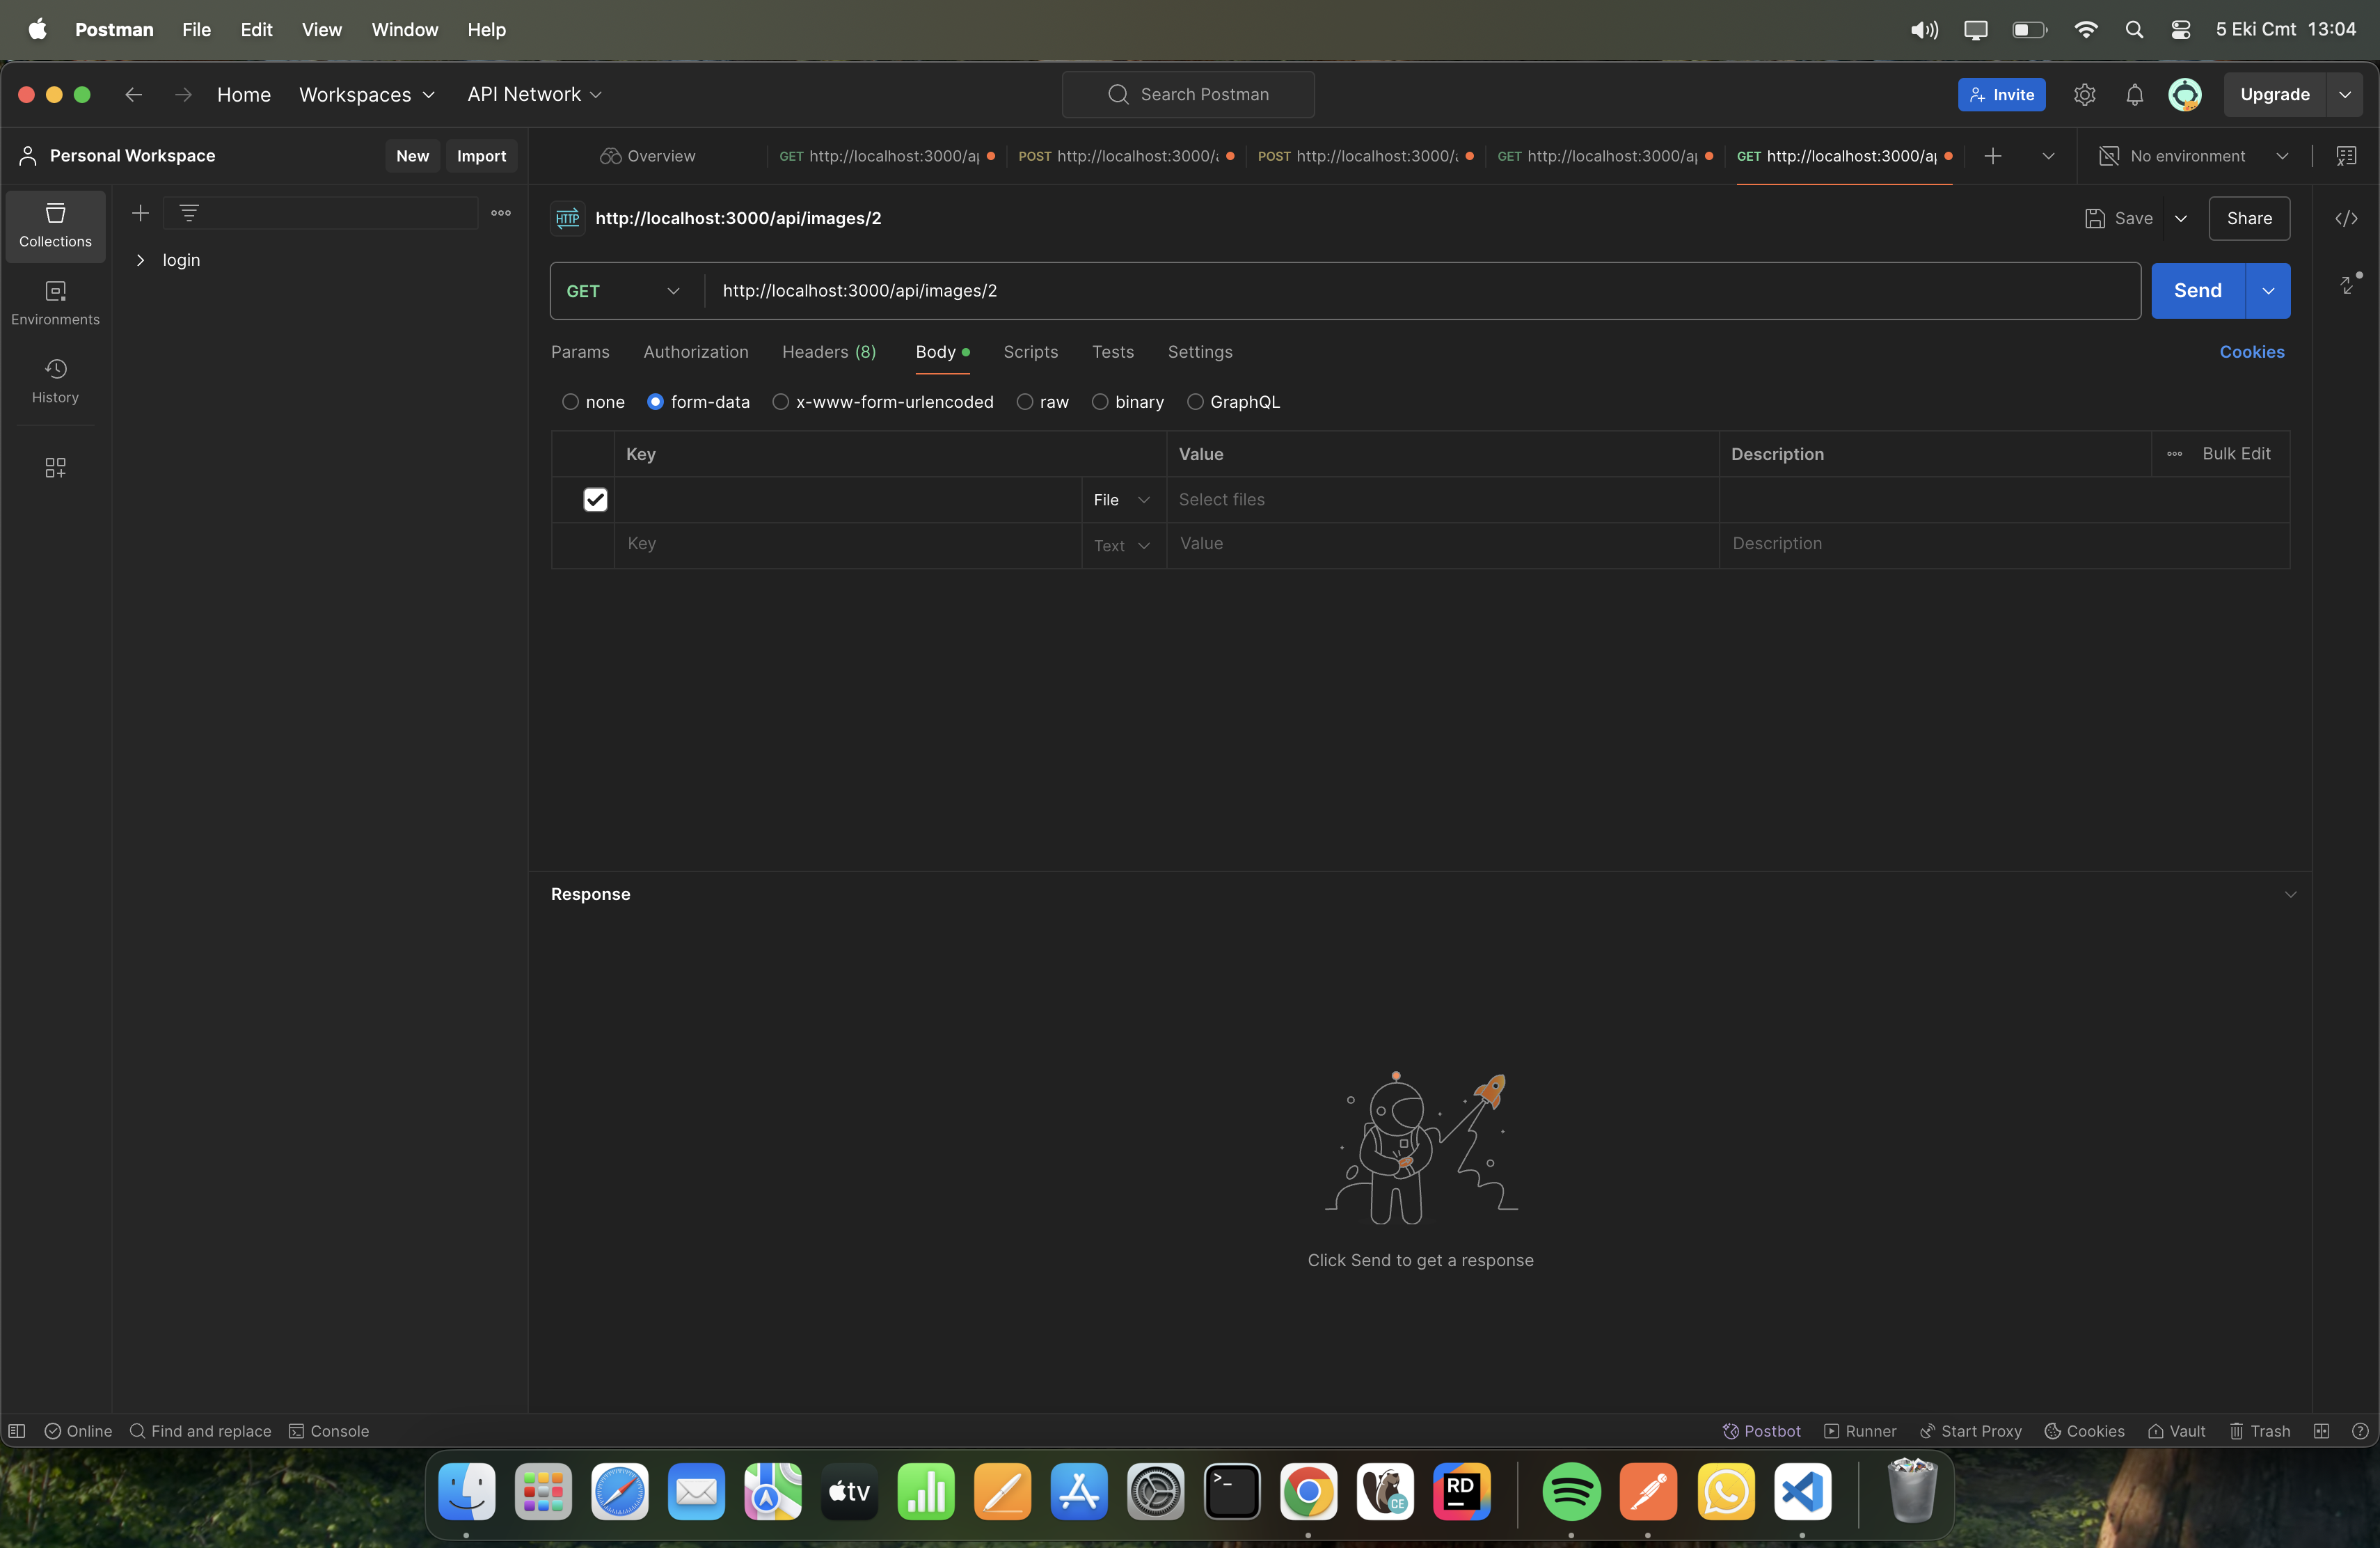 Postman File Edit View Window Help 5 Eki Cmt 13:04
Home Workspaces API Network Search Postman Invite Upgrade
Personal Workspace New Import Overview GET http://localhost:3000/a POST http://localhost:3000/ POST http://localhost:3000/ GET http://localhost:3000/a GET http://localhost:3000/a No environment
Collections
Environments
History
login
HTTP http://localhost:3000/api/images/2 Save Share
GET http://localhost:3000/api/images/2 Send
Params Authorization Headers (8) Body Scripts Tests Settings Cookies
none form-data x-www-form-urlencoded raw binary GraphQL
Key Value Description Bulk Edit
File Select files
Key Text Value Description
Response
Click Send to get a response
Online Find and replace Console Postbot Runner Start Proxy Cookies Vault Trash
tv CE RD